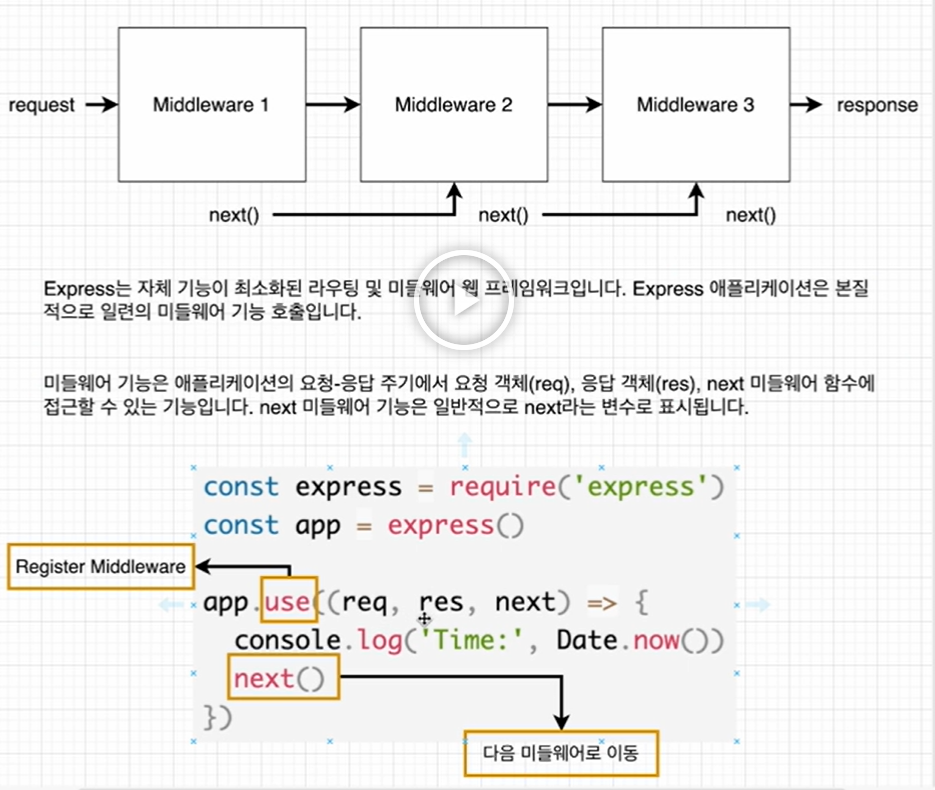 request
Middleware 1
Middleware 2
Middleware 3
response
next()
next()
next()
Express는 자체 기능이 최소화된 라우팅 및 미들웨어 웹 프레임워크입니다. Express 애플리케이션은 본질
적으로 일련의 미들웨어 기능 호출입니다.
미들웨어 기능은 애플리케이션의 요청-응답 주기에서 요청 객체(req), 응답 객체(res), next 미들웨어 함수에
접근할 수 있는 기능입니다. next 미들웨어 기능은 일반적으로 next라는 변수로 표시됩니다.
const express = require('express')
const app = express()
Register Middleware
app.use((req, res, next) => {
console.log('Time:', Date.now())
next()
})
다음 미들웨어로 이동